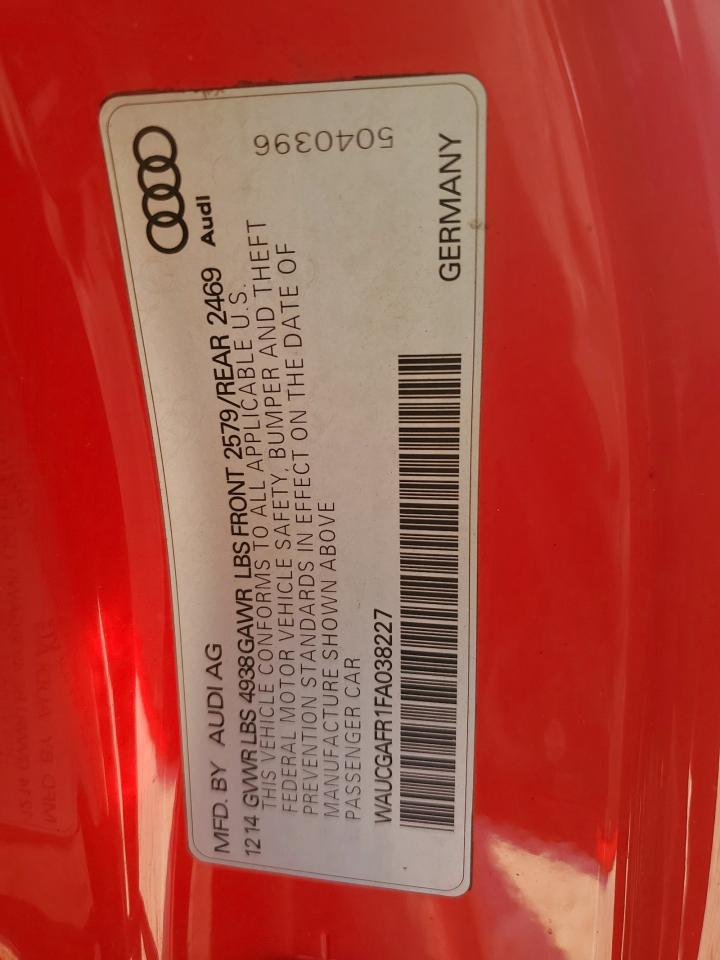 MFD. BY AUDI AG
12 14 GVWR LBS 4938 GAWR LBS FRONT 2579/REAR 2469
THIS VEHICLE CONFORMS TO ALL APPLICABLE U.S.
FEDERAL MOTOR VEHICLE SAFETY, BUMPER AND THEFT
PREVENTION STANDARDS IN EFFECT ON THE DATE OF
MANUFACTURE SHOWN ABOVE
PASSENGER CAR
WAUCGAFR1FA038227
Audi
5040396
GERMANY